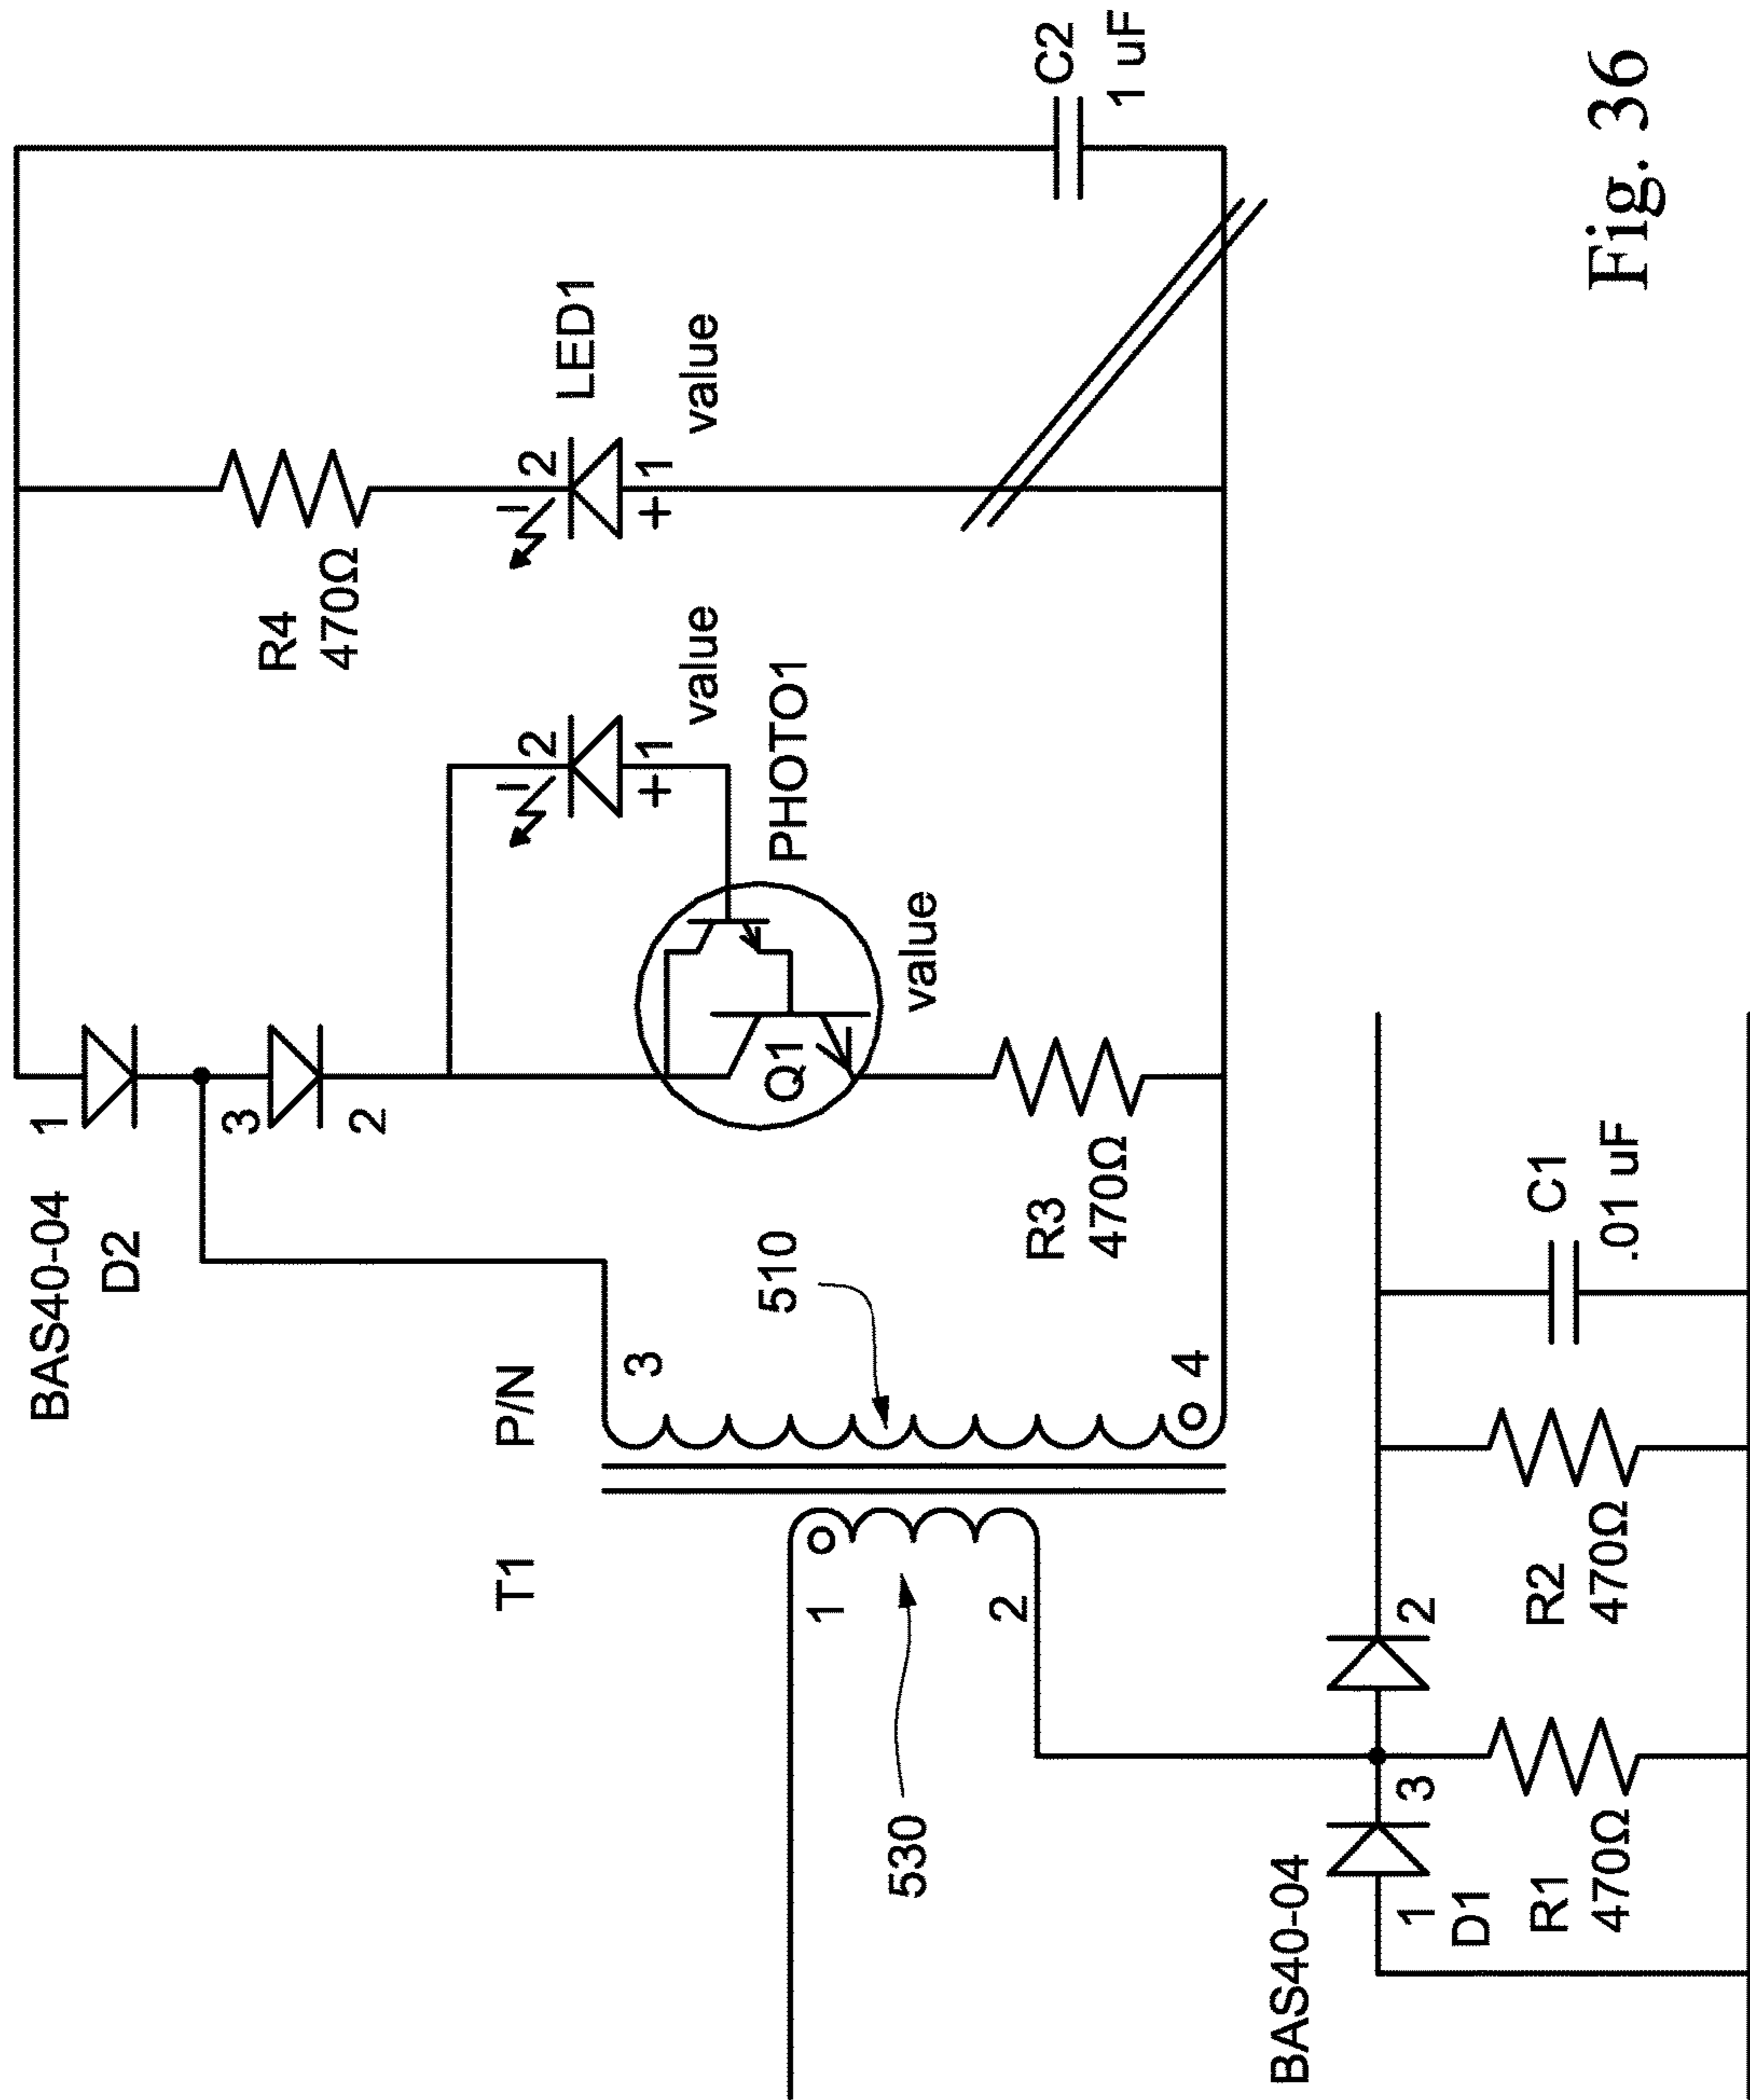 BAS40-04
D2
1
3
2
R4
470Ω
2
LED1
+1
value
2
value
+1
PHOTO1
Q1
value
C2
1 uF
R3
470Ω
T1
P/N
3
510
4
1
530
2
BAS40-04
1
3
2
D1
R1
470Ω
R2
470Ω
C1
.01 uF
Fig. 36